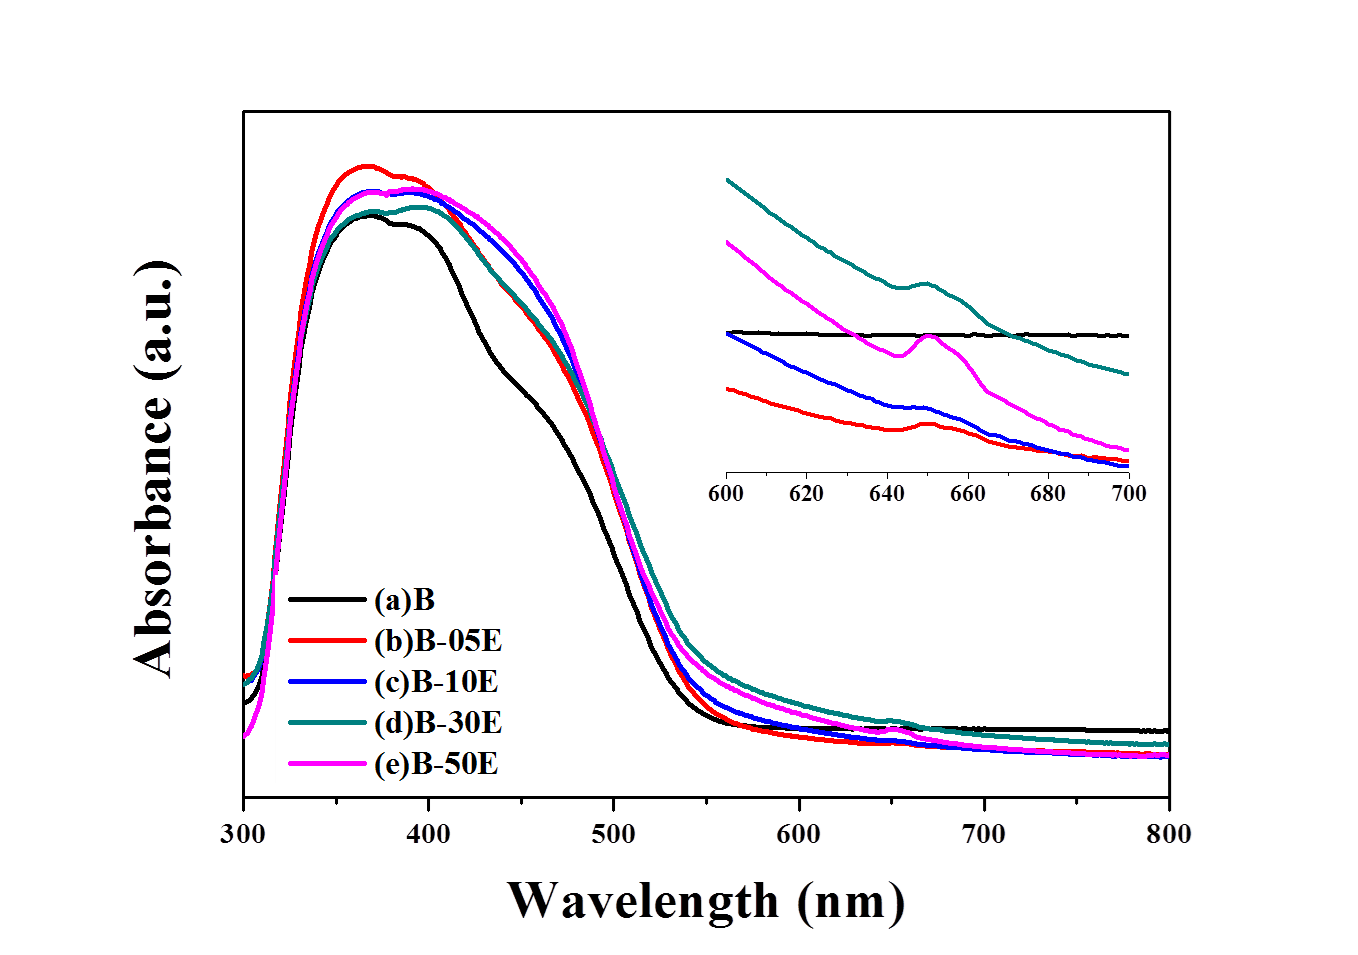 Absorbance (a.u.)
600 620 640 660 680 700
(a)B
(b)B-05E
(c)B-10E
(d)B-30E
(e)B-50E
300 400 500 600 700 800
Wavelength (nm)